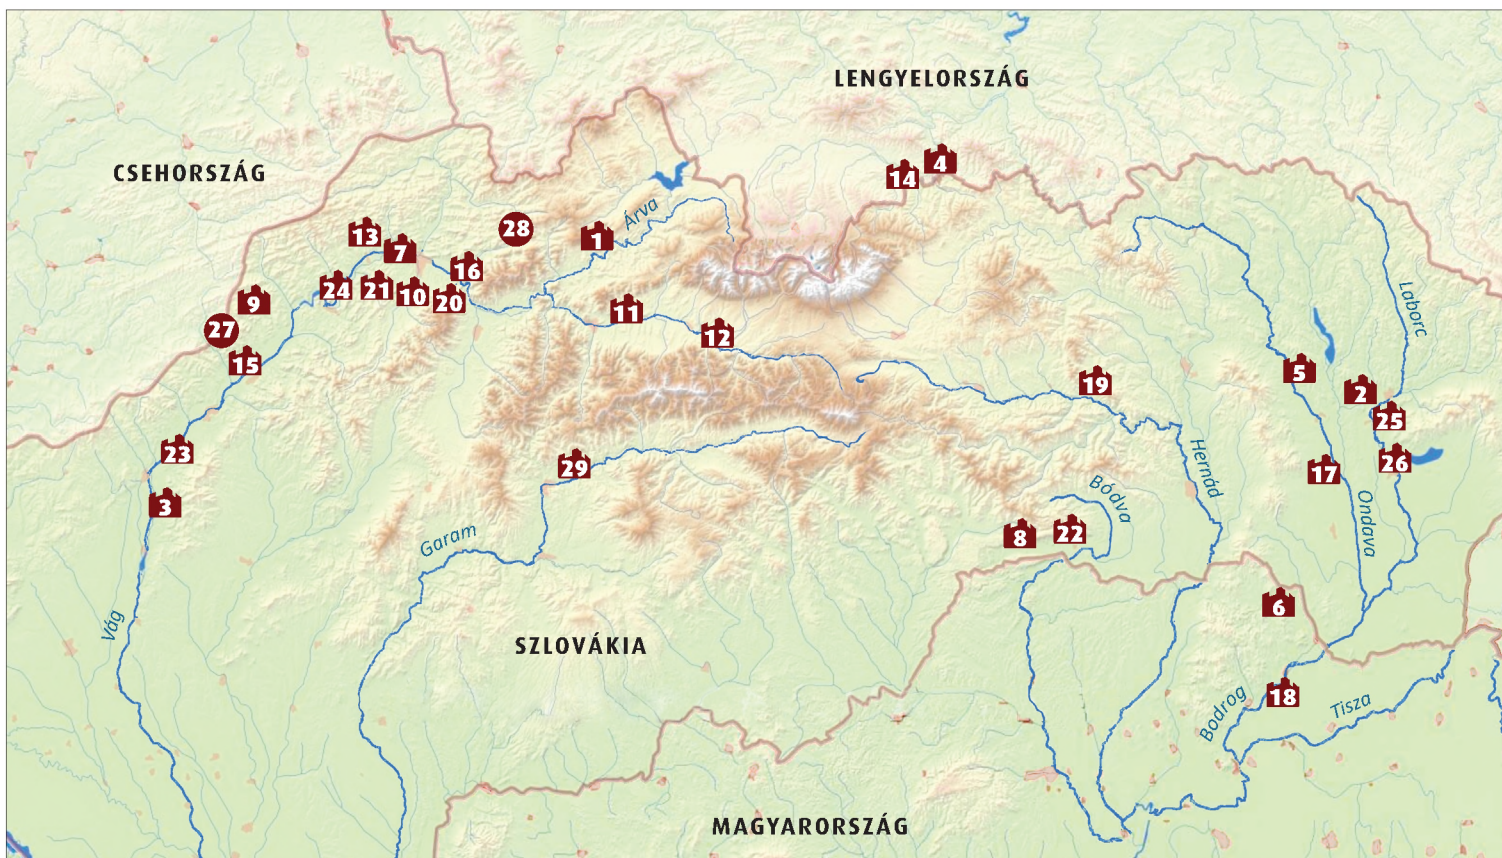 LENGYELORSZÁG
CSEHORSZÁG
4
14
Árva
28
1
13
7
16
9
24
21
10
20
Laborc
11
27
12
15
5
19
2
25
23
29
Hernád
26
17
3
Bódva
Ondava
8
22
Garam
6
Vág
SZLOVÁKIA
18
Bodrog
Tisza
MAGYARORSZÁG